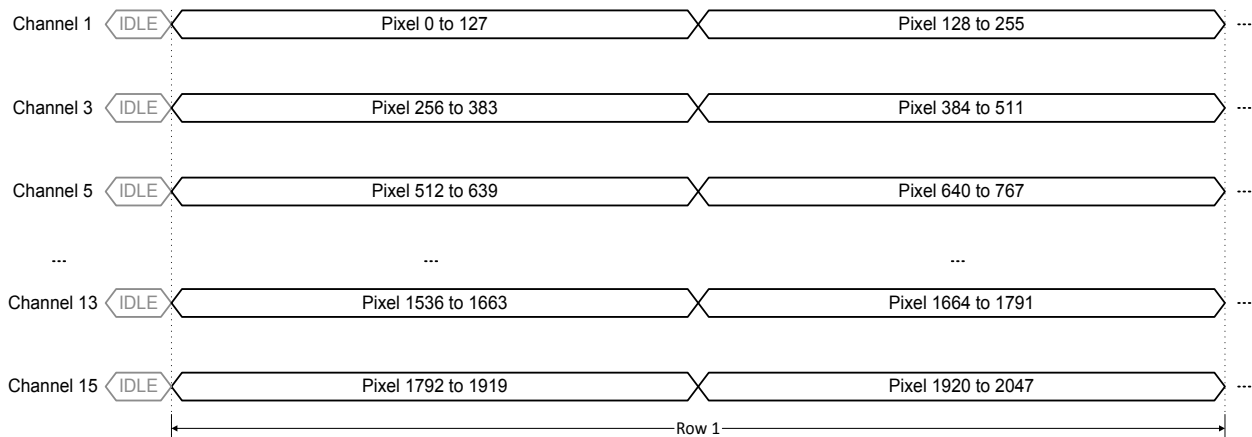 Channel 1 IDLE Pixel 0 to 127 Pixel 128 to 255 ...
Channel 3 IDLE Pixel 256 to 383 Pixel 384 to 511 ...
Channel 5 IDLE Pixel 512 to 639 Pixel 640 to 767 ...
... ... ...
Channel 13 IDLE Pixel 1536 to 1663 Pixel 1664 to 1791 ...
Channel 15 IDLE Pixel 1792 to 1919 Pixel 1920 to 2047 ...
Row 1